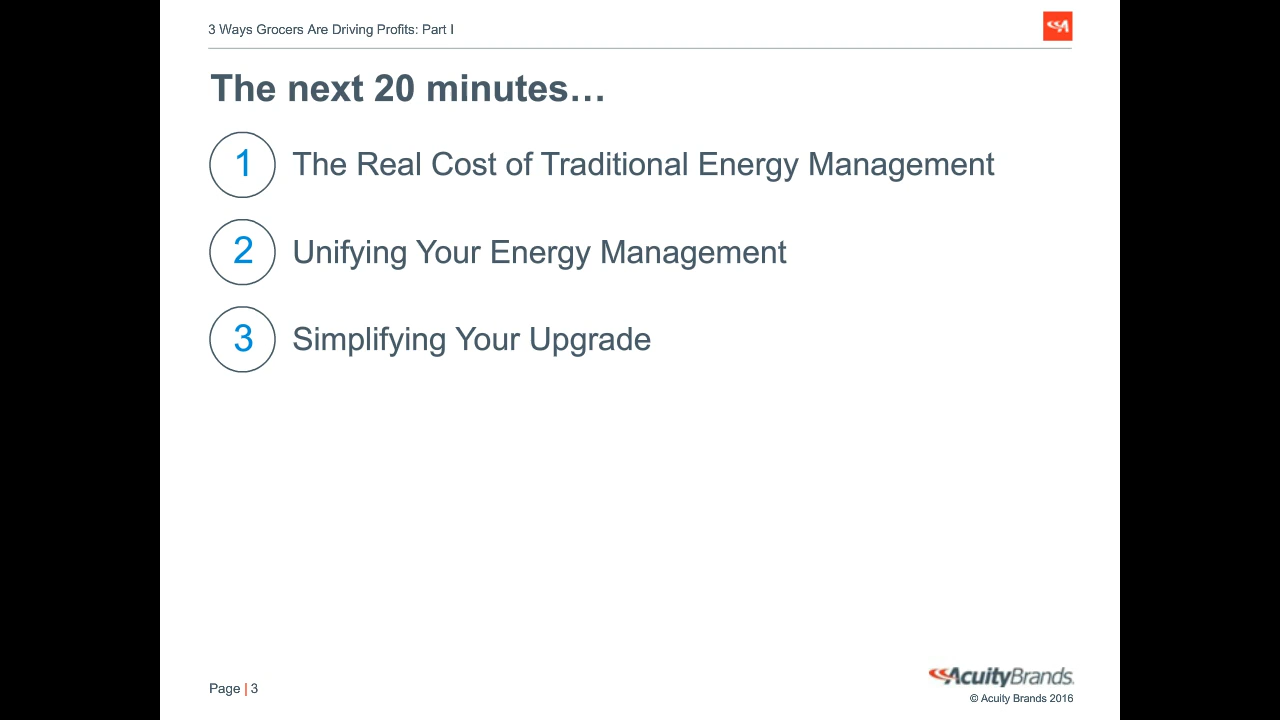 3 Ways Grocers Are Driving Profits: Part I
The next 20 minutes…
1 The Real Cost of Traditional Energy Management
2 Unifying Your Energy Management
3 Simplifying Your Upgrade
AcuityBrands.
Page | 3
© Acuity Brands 2016